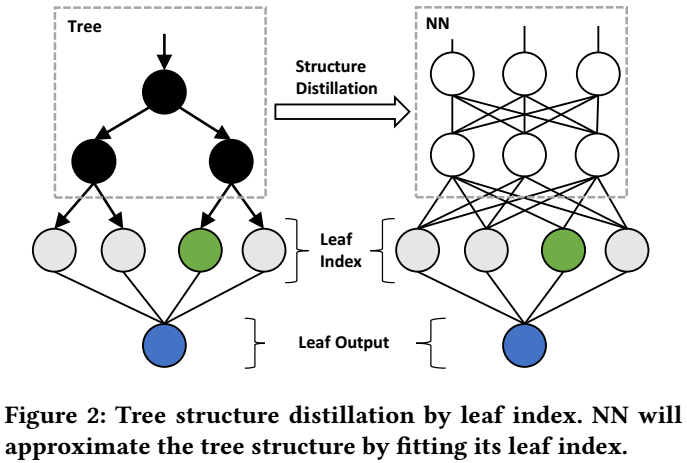 Tree
NN
Structure
Distillation
Leaf
Index
Leaf Output
Figure 2: Tree structure distillation by leaf index. NN will
approximate the tree structure by fitting its leaf index.